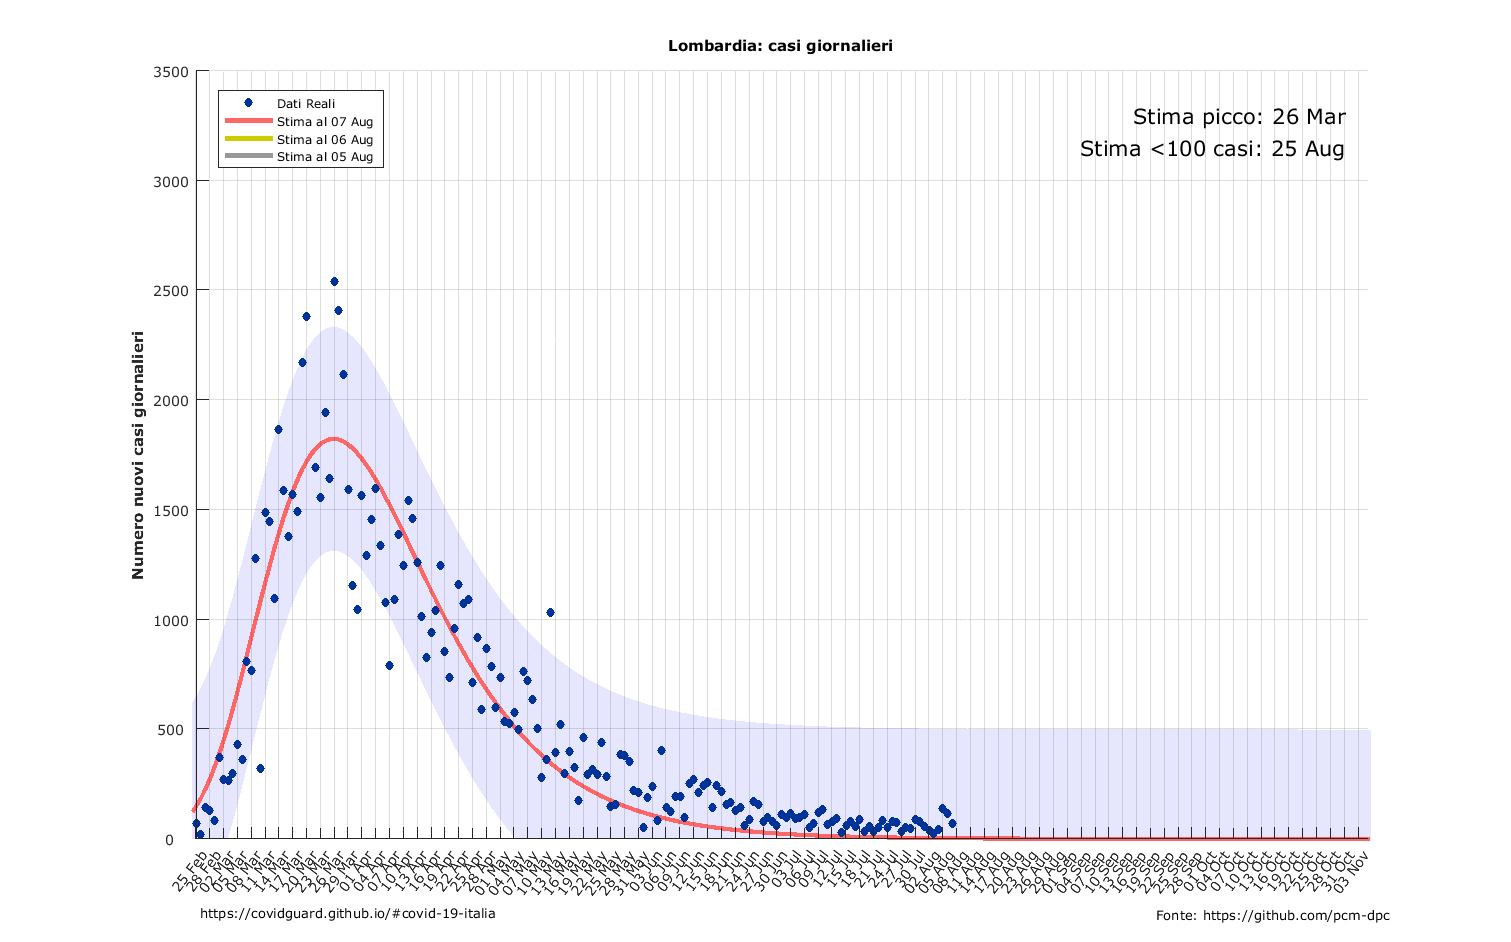 Lombardia: casi giornalieri
3500
3000
2500
2000
1500
1000
500
0
Numero nuovi casi giornalieri
Dati Reali
Stima al 07 Aug
Stima al 06 Aug
Stima al 05 Aug
Stima picco: 26 Mar
Stima <100 casi: 25 Aug
25 Feb
28 Feb
02 Mar
05 Mar
08 Mar
11 Mar
14 Mar
17 Mar
20 Mar
23 Mar
26 Mar
29 Mar
01 Apr
04 Apr
07 Apr
10 Apr
13 Apr
16 Apr
19 Apr
22 Apr
25 Apr
28 Apr
01 May
04 May
07 May
10 May
13 May
16 May
19 May
22 May
25 May
28 May
31 May
03 Jun
06 Jun
09 Jun
12 Jun
15 Jun
18 Jun
21 Jun
24 Jun
27 Jun
30 Jun
03 Jul
06 Jul
09 Jul
12 Jul
15 Jul
18 Jul
21 Jul
24 Jul
27 Jul
30 Jul
02 Aug
05 Aug
08 Aug
11 Aug
14 Aug
17 Aug
20 Aug
23 Aug
26 Aug
29 Aug
01 Sep
04 Sep
07 Sep
10 Sep
13 Sep
16 Sep
19 Sep
22 Sep
25 Sep
28 Sep
01 Oct
04 Oct
07 Oct
10 Oct
13 Oct
16 Oct
19 Oct
22 Oct
25 Oct
28 Oct
31 Oct
03 Nov
https://covidguard.github.io/#covid-19-italia
Fonte: https://github.com/pcm-dpc